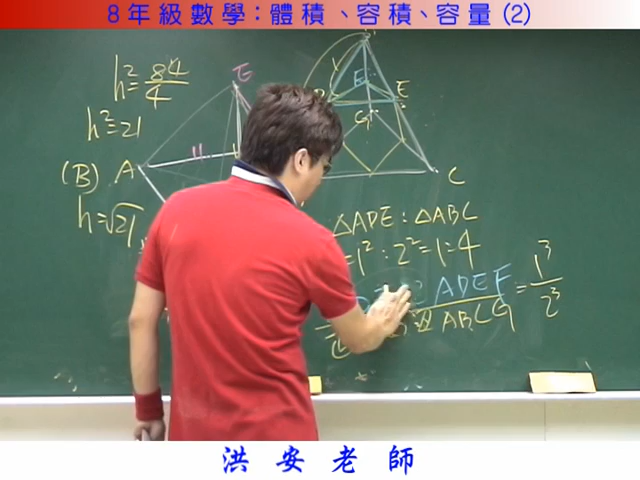 8年級數學：體積、容積、容量 (2)
h²=84/4
h²=21
(B)
h=√21
A
E
E
E
G
C
△ADE：△ABC
=1²：2²=1=4
ADEF
ABCG
=1³/2³
洪安老師